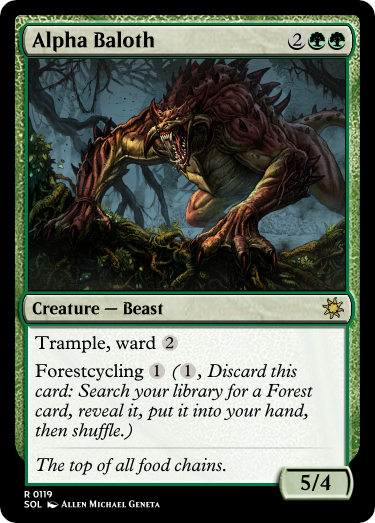 Alpha Baloth 2
Creature — Beast
Trample, ward 2
Forestcycling 1 (1, Discard this
card: Search your library for a Forest
card, reveal it, put it into your hand,
then shuffle.)
The top of all food chains.
5/4
R 0119
SOL Allen Michael Geneta